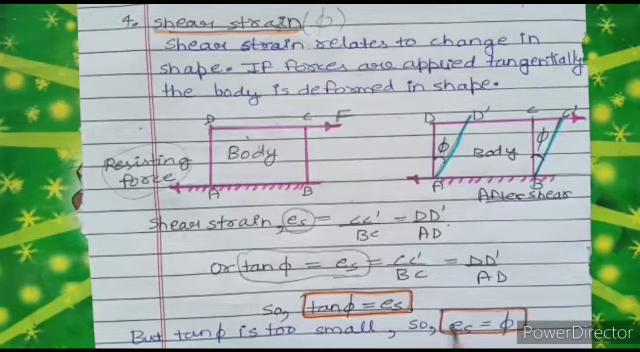 4. shear strain (ϕ)
shear strain relates to change in
shape. IF forces are applied tangentially
the body is deformed in shape.
D C F
D D' C C'
Body
ϕ Body ϕ
Resisting
force
A B
A B
After shear
shear strain, es = CC'/BC = DD'/AD.
or tanϕ = es = CC'/BC = DD'/AD
so, tanϕ = es
But tanϕ is too small, so, es = ϕ
PowerDirector